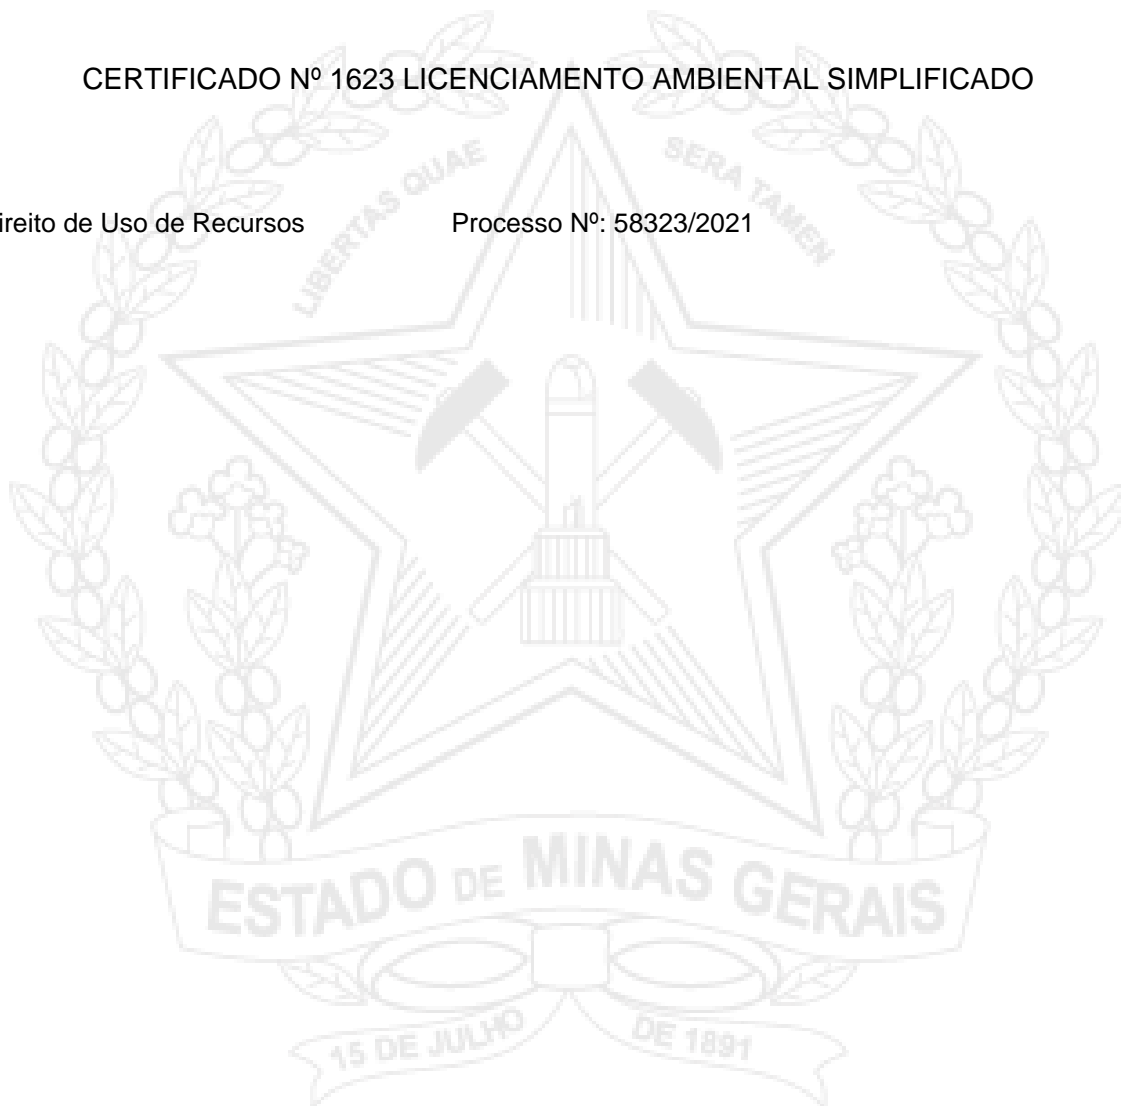 CERTIFICADO Nº 1623 LICENCIAMENTO AMBIENTAL SIMPLIFICADO
LIBERTAS QUAE SERA TAMEN
ireito de Uso de Recursos Processo Nº: 58323/2021
ESTADO DE MINAS GERAIS
15 DE JULHO DE 1891